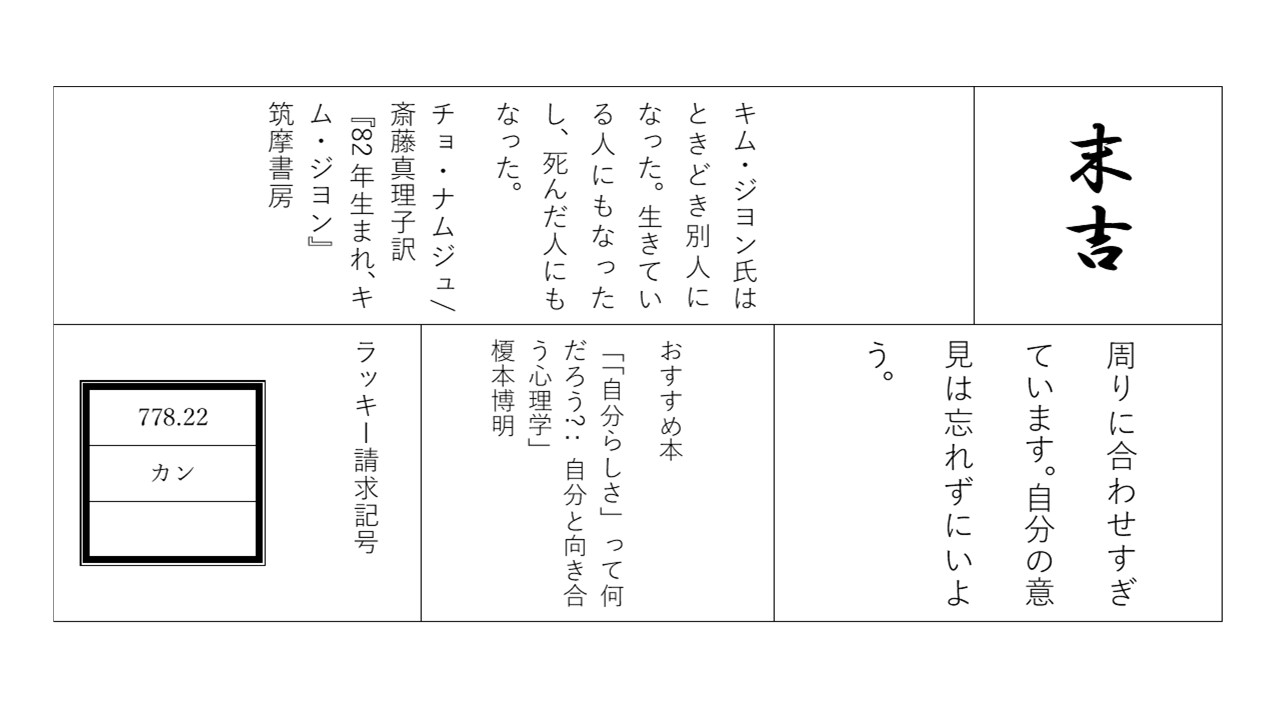 末吉
キム・ジヨン氏は
ときどき別人に
なった。生きてい
る人にもなった
し、死んだ人にも
なった。
チョ・ナムジュ/
斎藤真理子訳
『82年生まれ、キ
ム・ジヨン』
筑摩書房
周りに合わせすぎ
ています。自分の意
見は忘れずにいよ
う。
おすすめ本
「「自分らしさ」って何
だろう?: 自分と向き合
う心理学」
榎本博明
ラッキー請求記号
778.22
カン